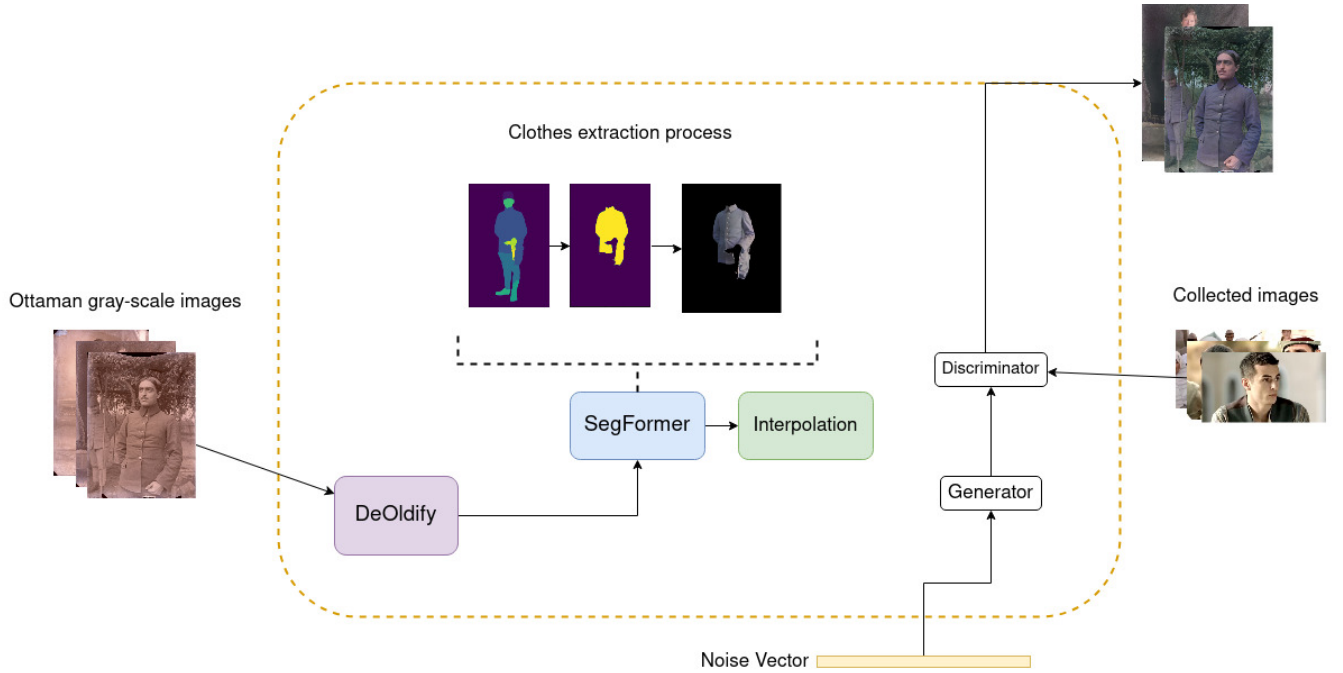 Clothes extraction process
Ottaman gray-scale images
Collected images
Discriminator
SegFormer
Interpolation
Generator
DeOldify
Noise Vector